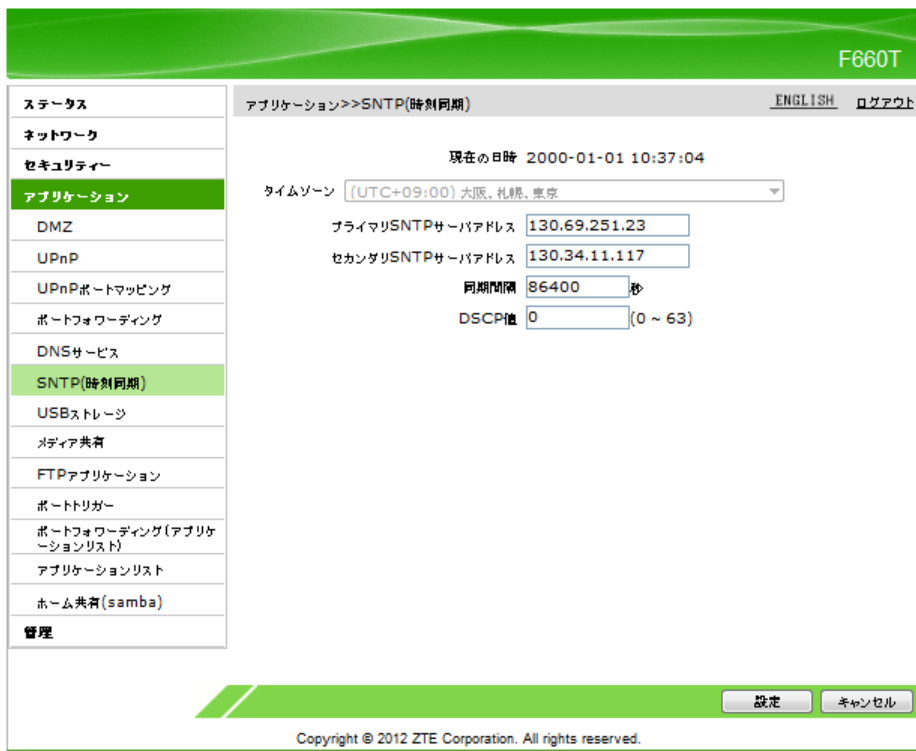 F660T
アプリケーション>>SNTP(時刻同期)
ENGLISH ログアウト
ステータス
ネットワーク
セキュリティー
アプリケーション
DMZ
UPnP
UPnPポートマッピング
ポートフォワーディング
DNSサービス
SNTP(時刻同期)
USBストレージ
メディア共有
FTPアプリケーション
ポートトリガー
ポートフォワーディング(アプリケ
ーションリスト)
アプリケーションリスト
ホーム共有(samba)
管理
現在の日時 2000-01-01 10:37:04
タイムゾーン (UTC+09:00) 大阪、札幌、東京
プライマリSNTPサーバアドレス 130.69.251.23
セカンダリSNTPサーバアドレス 130.34.11.117
同期間隔 86400 秒
DSCP値 0 (0 ~ 63)
設定 キャンセル
Copyright © 2012 ZTE Corporation. All rights reserved.